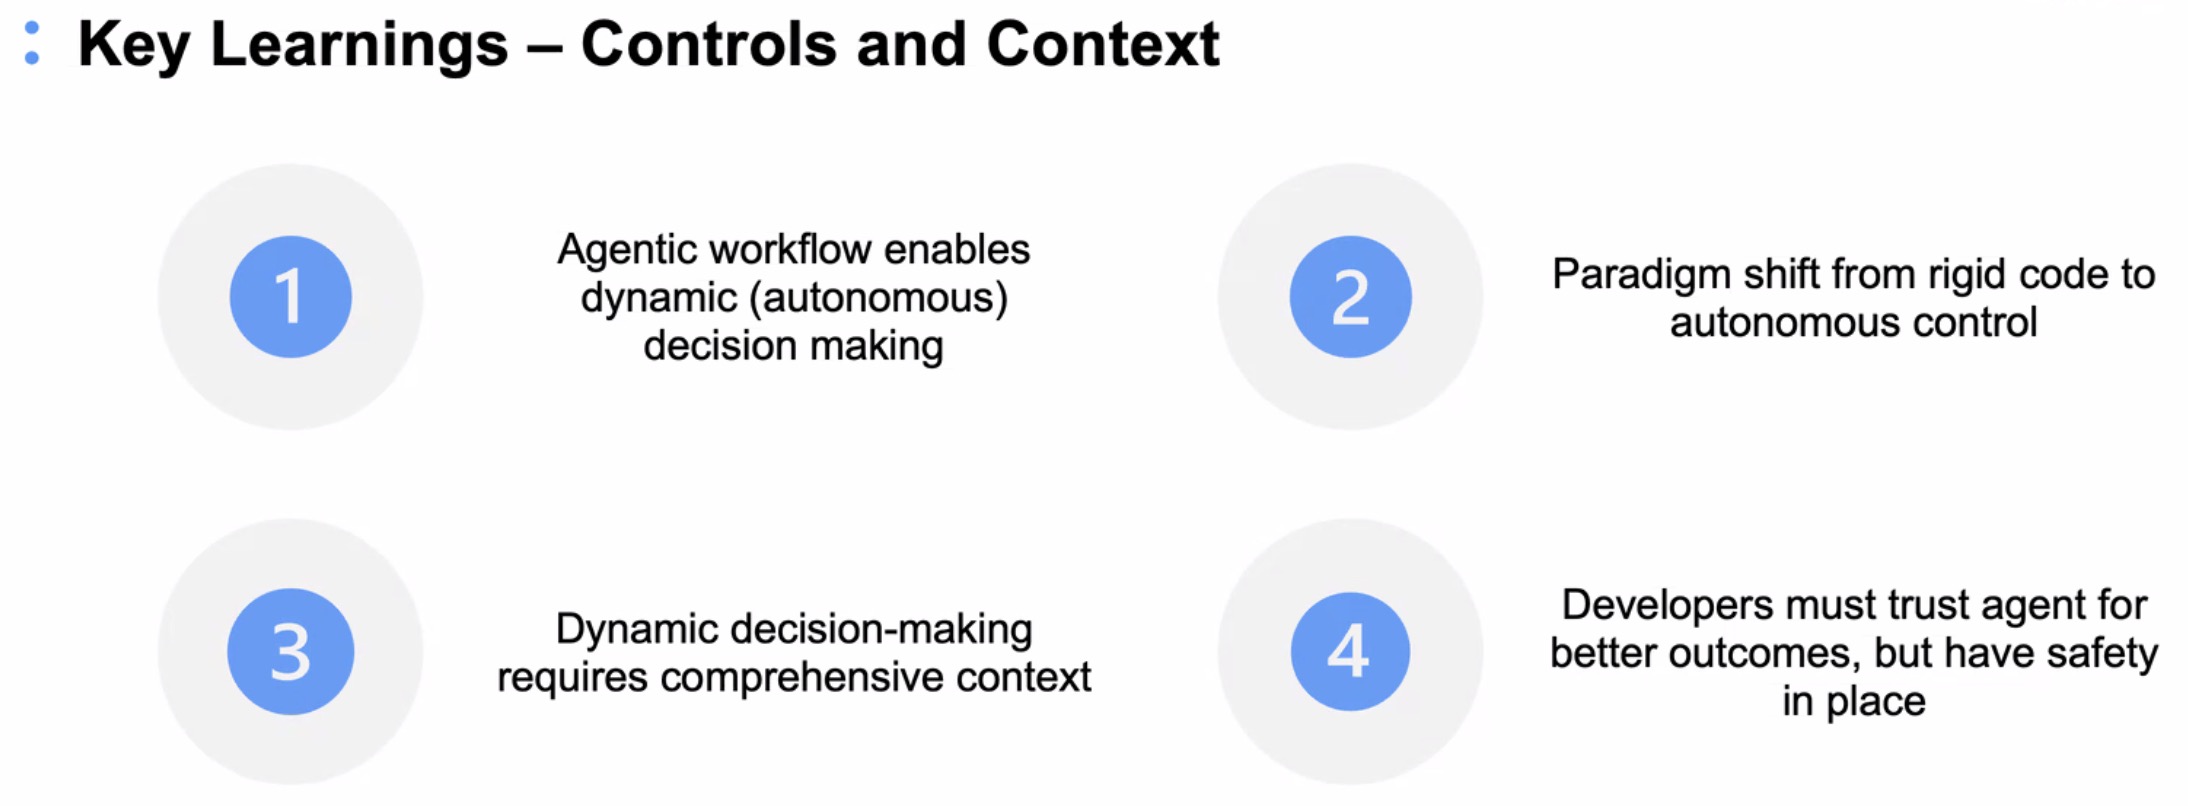 Key Learnings – Controls and Context
1
Agentic workflow enables
dynamic (autonomous)
decision making
2
Paradigm shift from rigid code to
autonomous control
3
Dynamic decision-making
requires comprehensive context
4
Developers must trust agent for
better outcomes, but have safety
in place